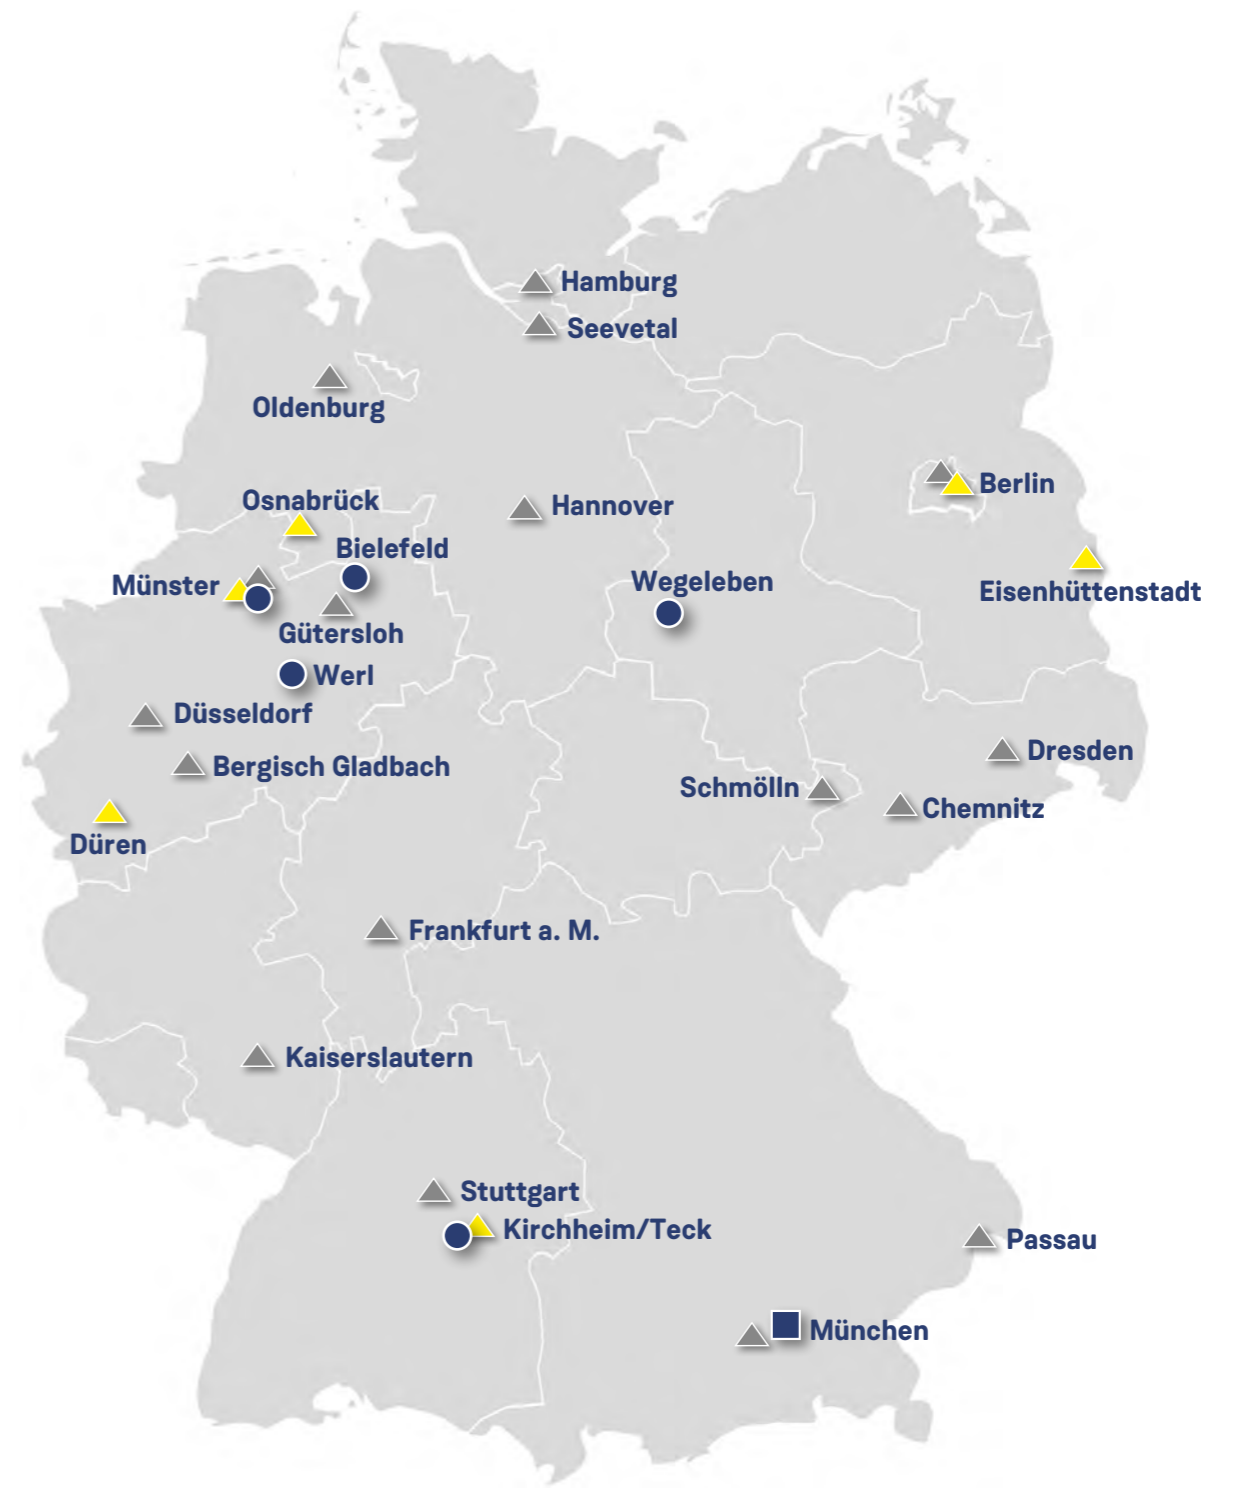 Hamburg
Seevetal
Oldenburg
Berlin
Osnabrück
Hannover
Bielefeld
Münster
Wegeleben
Eisenhüttenstadt
Gütersloh
Werl
Düsseldorf
Dresden
Bergisch Gladbach
Schmölln
Chemnitz
Düren
Frankfurt a. M.
Kaiserslautern
Stuttgart
Kirchheim/Teck
Passau
München